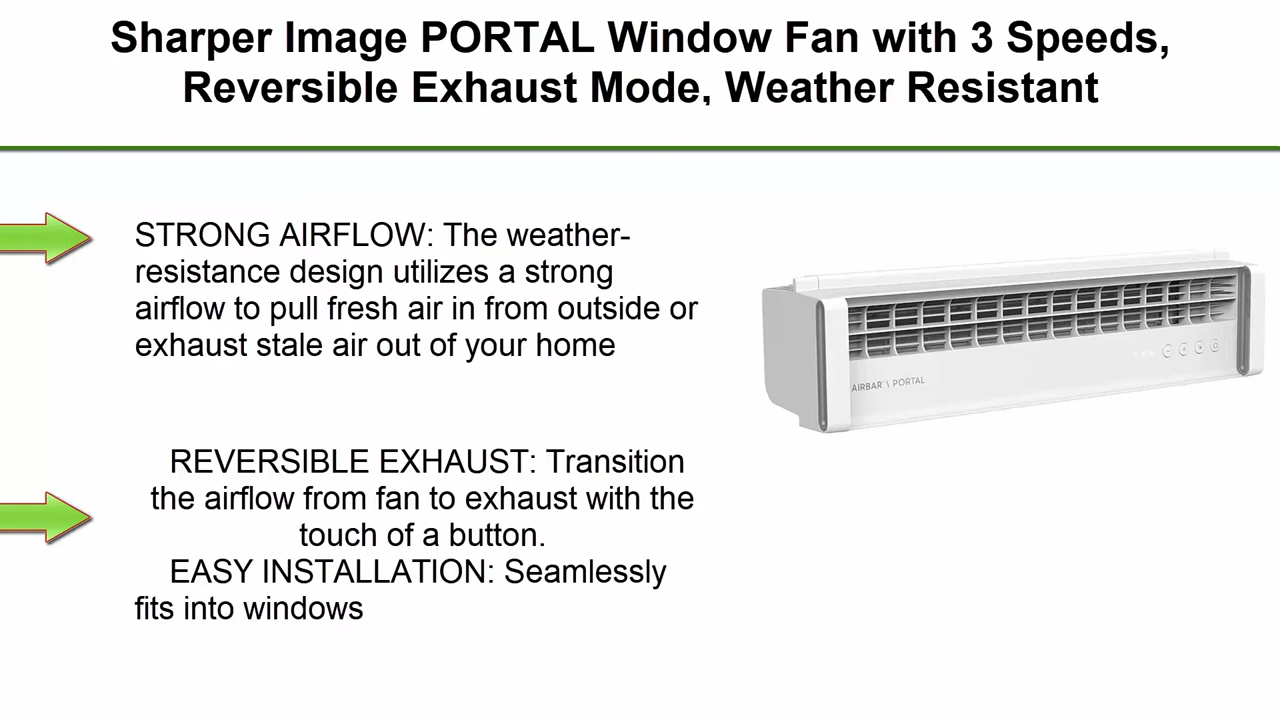 Sharper Image PORTAL Window Fan with 3 Speeds,
Reversible Exhaust Mode, Weather Resistant
STRONG AIRFLOW: The weather-
resistance design utilizes a strong
airflow to pull fresh air in from outside or
exhaust stale air out of your home
AIRBAR \ PORTAL
REVERSIBLE EXHAUST: Transition
the airflow from fan to exhaust with the
touch of a button.
EASY INSTALLATION: Seamlessly
fits into windows